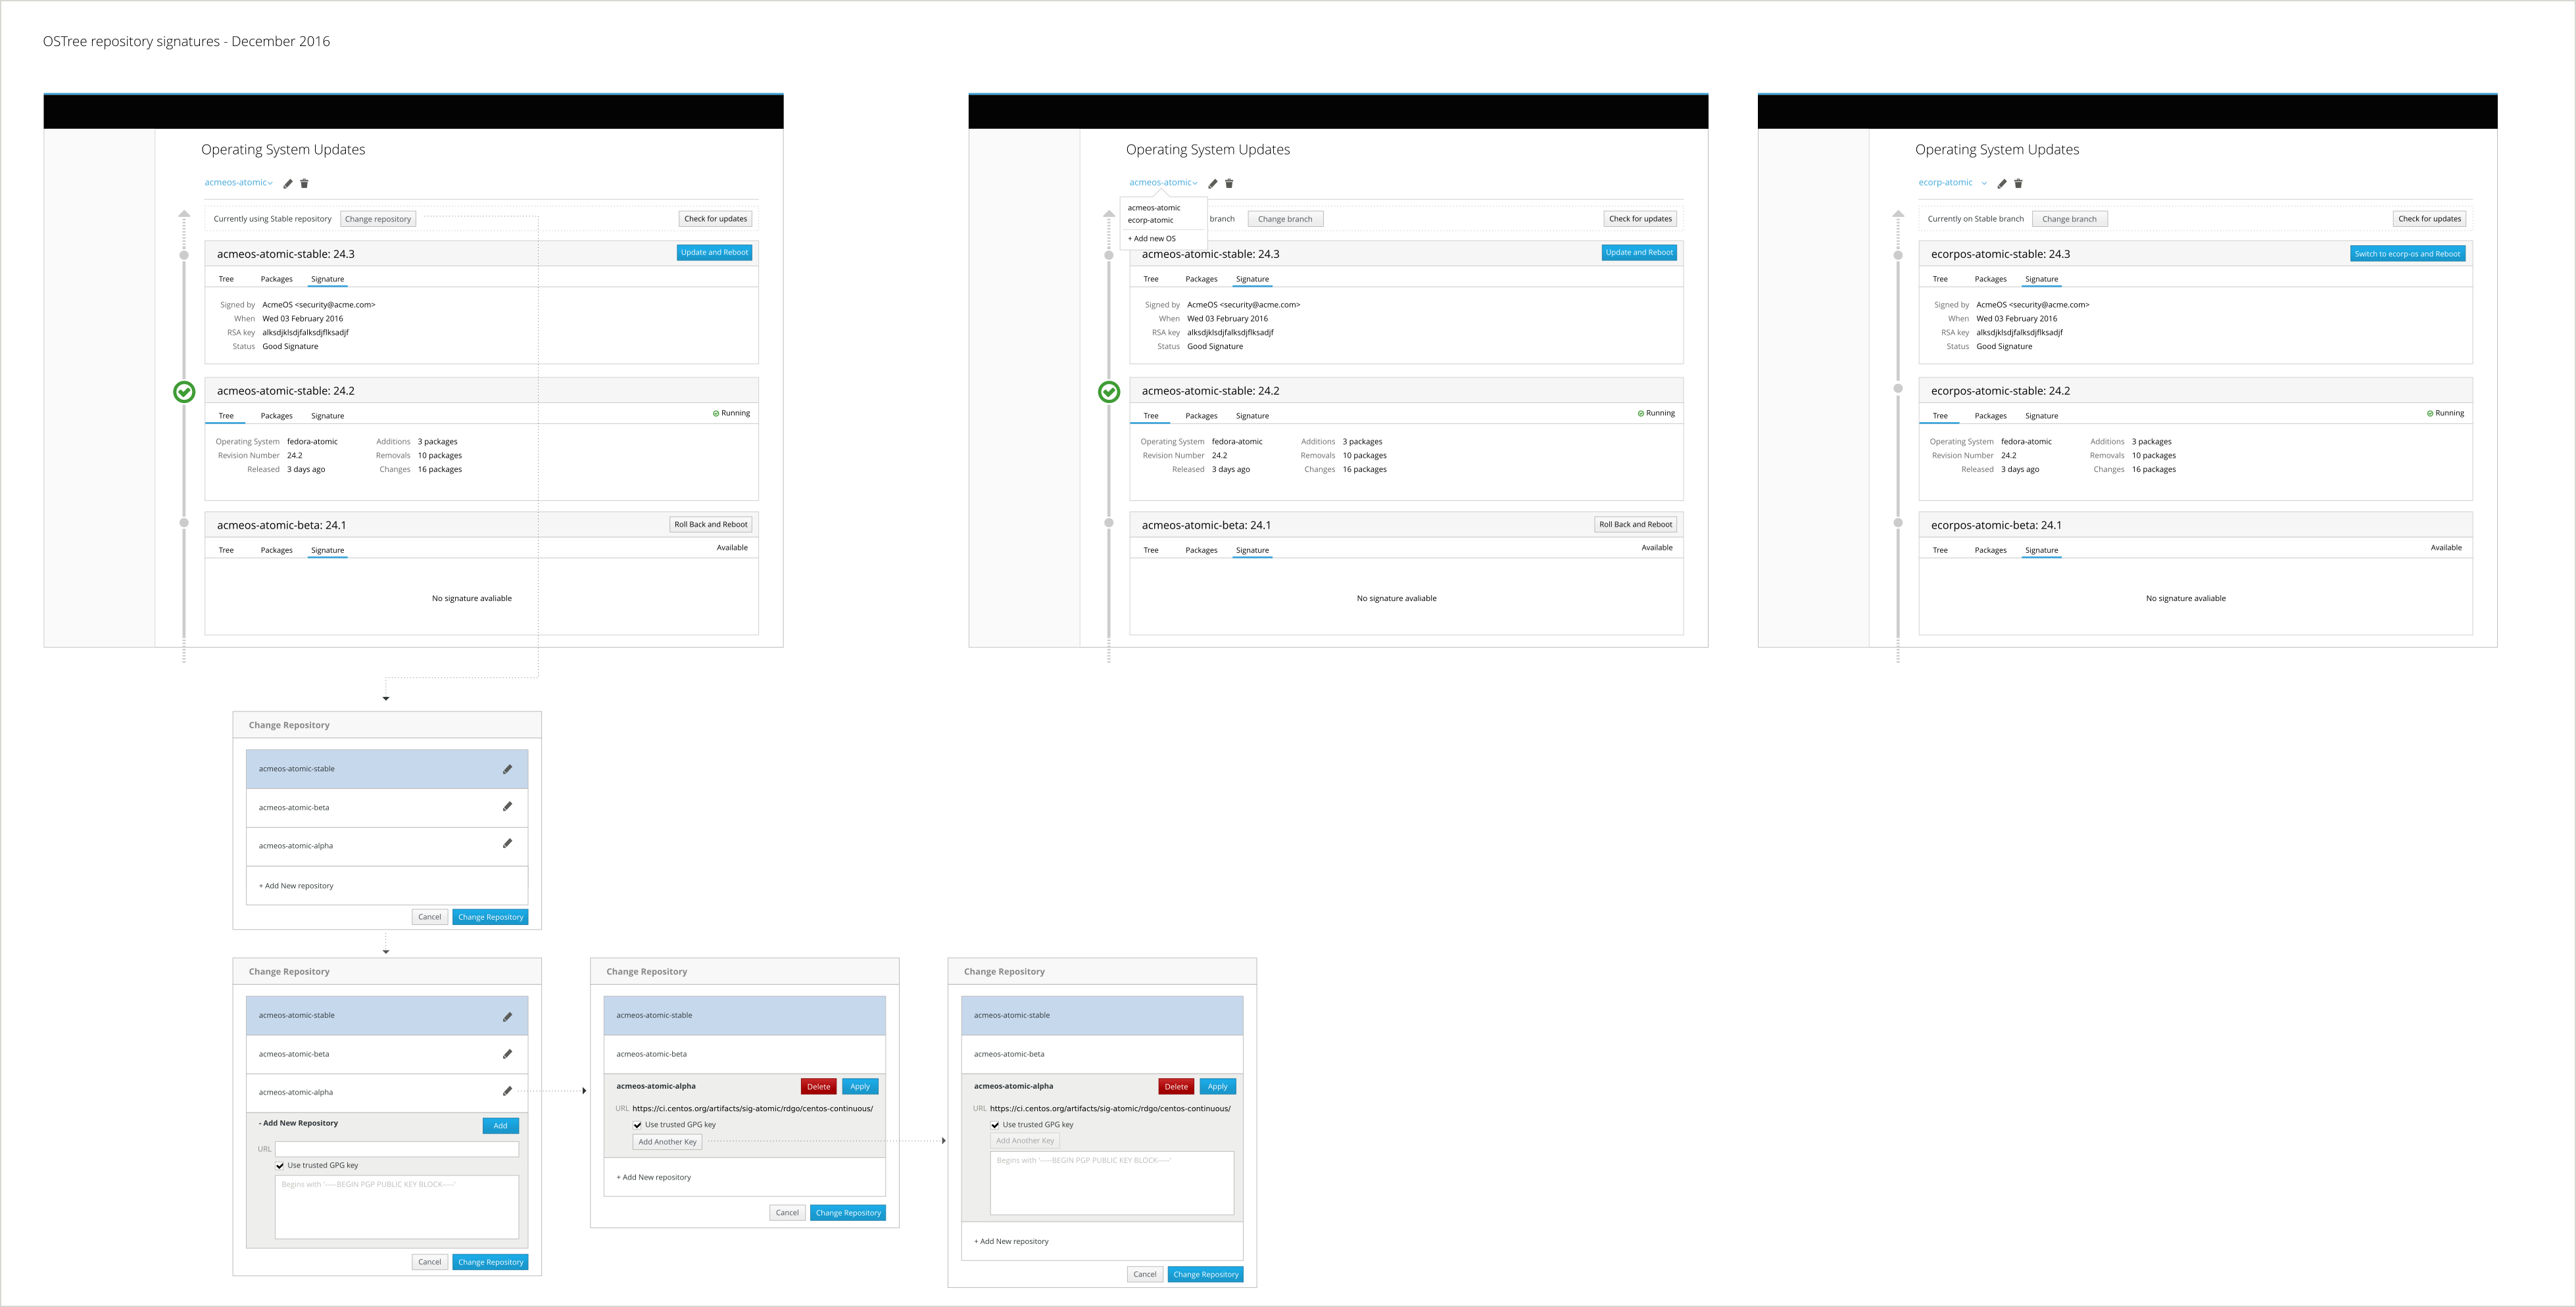 OSTree repository signatures - December 2016
Operating System Updates
acmeos-atomic
Currently using Stable repository Change repository Check for updates
acmeos-atomic-stable: 24.3 Update and Reboot
Tree Packages Signature
Signed by AcmeOS <security@acme.com>
When Wed 03 February 2016
RSA key alksdjklsdjfalksdjflksadjf
Status Good Signature
acmeos-atomic-stable: 24.2
Tree Packages Signature Running
Operating System fedora-atomic Additions 3 packages
Revision Number 24.2 Removals 10 packages
Released 3 days ago Changes 16 packages
acmeos-atomic-beta: 24.1 Roll Back and Reboot
Tree Packages Signature Available
No signature avaliable
Operating System Updates
acmeos-atomic
acmeos-atomic
ecorp-atomic
+ Add new OS
branch Change branch Check for updates
acmeos-atomic-stable: 24.3 Update and Reboot
Tree Packages Signature
Signed by AcmeOS <security@acme.com>
When Wed 03 February 2016
RSA key alksdjklsdjfalksdjflksadjf
Status Good Signature
acmeos-atomic-stable: 24.2
Tree Packages Signature Running
Operating System fedora-atomic Additions 3 packages
Revision Number 24.2 Removals 10 packages
Released 3 days ago Changes 16 packages
acmeos-atomic-beta: 24.1 Roll Back and Reboot
Tree Packages Signature Available
No signature avaliable
Operating System Updates
ecorp-atomic
Currently on Stable branch Change branch Check for updates
ecorpos-atomic-stable: 24.3 Switch to ecorp-os and Reboot
Tree Packages Signature
Signed by AcmeOS <security@acme.com>
When Wed 03 February 2016
RSA key alksdjklsdjfalksdjflksadjf
Status Good Signature
ecorpos-atomic-stable: 24.2
Tree Packages Signature Running
Operating System fedora-atomic Additions 3 packages
Revision Number 24.2 Removals 10 packages
Released 3 days ago Changes 16 packages
ecorpos-atomic-beta: 24.1
Tree Packages Signature Available
No signature avaliable
Change Repository
acmeos-atomic-stable
acmeos-atomic-beta
acmeos-atomic-alpha
+ Add New repository
Cancel Change Repository
Change Repository
acmeos-atomic-stable
acmeos-atomic-beta
acmeos-atomic-alpha
- Add New Repository Add
URL
Use trusted GPG key
Begins with '-----BEGIN PGP PUBLIC KEY BLOCK-----'
Cancel Change Repository
Change Repository
acmeos-atomic-stable
acmeos-atomic-beta
acmeos-atomic-alpha Delete Apply
URL https://ci.centos.org/artifacts/sig-atomic/rdgo/centos-continuous/
Use trusted GPG key
Add Another Key
+ Add New repository
Cancel Change Repository
Change Repository
acmeos-atomic-stable
acmeos-atomic-beta
acmeos-atomic-alpha Delete Apply
URL https://ci.centos.org/artifacts/sig-atomic/rdgo/centos-continuous/
Use trusted GPG key
Add Another Key
Begins with '-----BEGIN PGP PUBLIC KEY BLOCK-----'
+ Add New repository
Cancel Change Repository